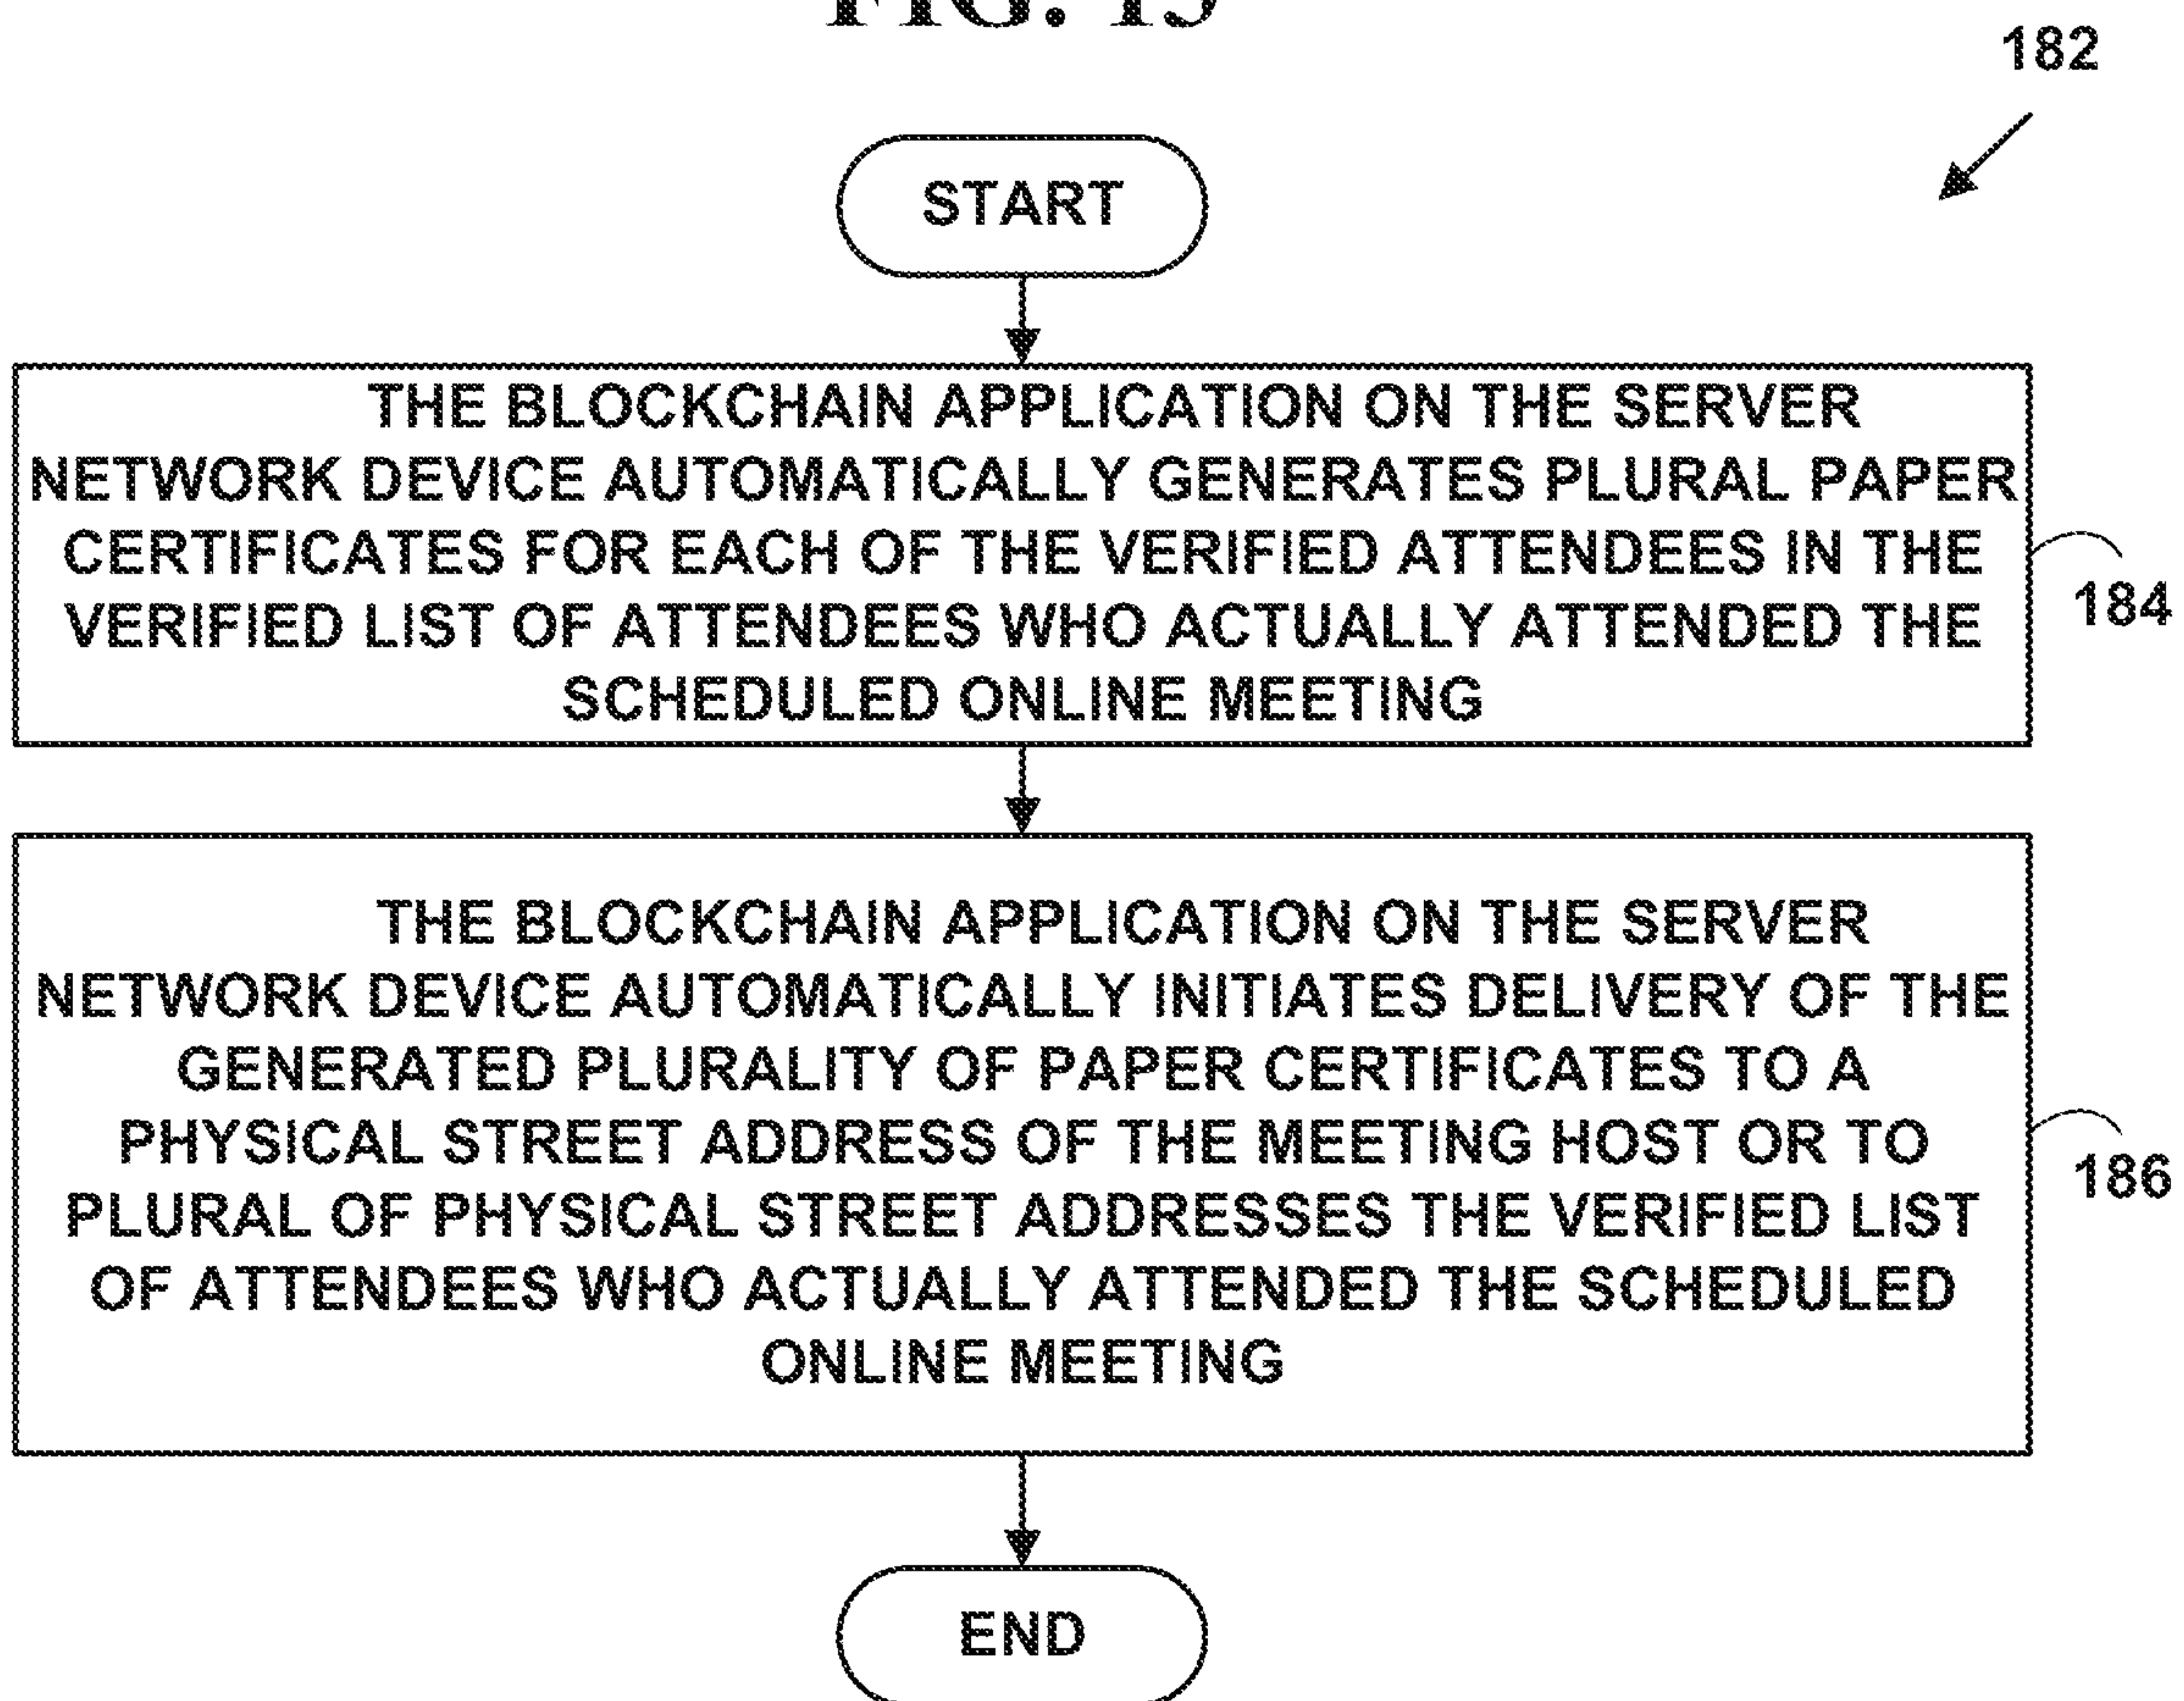 FIG. 15
182
START
THE BLOCKCHAIN APPLICATION ON THE SERVER
NETWORK DEVICE AUTOMATICALLY GENERATES PLURAL PAPER
CERTIFICATES FOR EACH OF THE VERIFIED ATTENDEES IN THE
VERIFIED LIST OF ATTENDEES WHO ACTUALLY ATTENDED THE
SCHEDULED ONLINE MEETING
184
THE BLOCKCHAIN APPLICATION ON THE SERVER
NETWORK DEVICE AUTOMATICALLY INITIATES DELIVERY OF THE
GENERATED PLURALITY OF PAPER CERTIFICATES TO A
PHYSICAL STREET ADDRESS OF THE MEETING HOST OR TO
PLURAL OF PHYSICAL STREET ADDRESSES THE VERIFIED LIST
OF ATTENDEES WHO ACTUALLY ATTENDED THE SCHEDULED
ONLINE MEETING
186
END